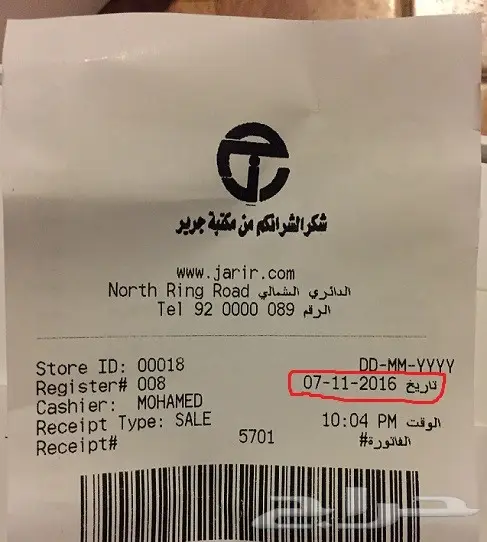 شكرا لشرائكم من مكتبة جرير
www.jarir.com
North Ring Road الدائري الشمالي
Tel 92 0000 089 الرقم
Store ID: 00018 DD-MM-YYYY
Register# 008 07-11-2016 تاريخ
Cashier: MOHAMED
Receipt Type: SALE 10:04 PM الوقت
Receipt# 5701 الفاتورة#
حراج